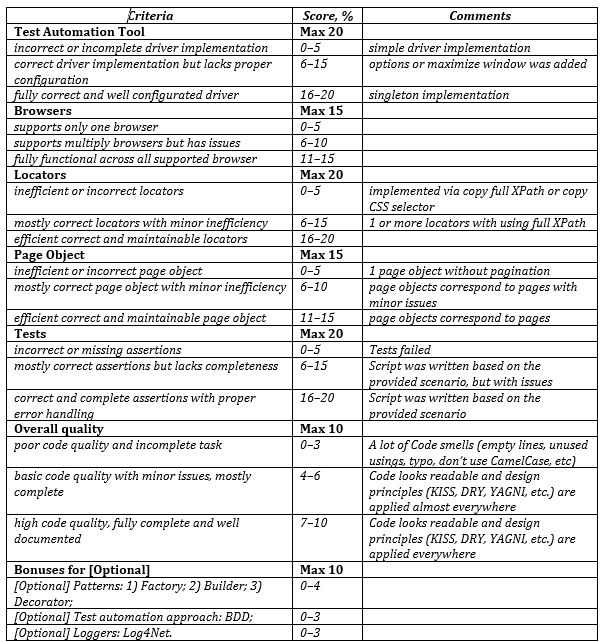 Criteria Score, % Comments
Test Automation Tool Max 20
incorrect or incomplete driver implementation 0–5 simple driver implementation
correct driver implementation but lacks proper 6–15 options or maximize window was added
configuration
fully correct and well configurated driver 16–20 singleton implementation
Browsers Max 15
supports only one browser 0–5
supports multiply browsers but has issues 6–10
fully functional across all supported browser 11–15
Locators Max 20
inefficient or incorrect locators 0–5 implemented via copy full XPath or copy
CSS selector
mostly correct locators with minor inefficiency 6–15 1 or more locators with using full XPath
efficient correct and maintainable locators 16–20
Page Object Max 15
inefficient or incorrect page object 0–5 1 page object without pagination
mostly correct page object with minor inefficiency 6–10 page objects correspond to pages with
minor issues
efficient correct and maintainable page object 11–15 page objects correspond to pages
Tests Max 20
incorrect or missing assertions 0–5 Tests failed
mostly correct assertions but lacks completeness 6–15 Script was written based on the
provided scenario, but with issues
correct and complete assertions with proper 16–20 Script was written based on the
error handling provided scenario
Overall quality Max 10
poor code quality and incomplete task 0–3 A lot of Code smells (empty lines, unused
usings, typo, don't use CamelCase, etc)
basic code quality with minor issues, mostly 4–6 Code looks readable and design
complete principles (KISS, DRY, YAGNI, etc.) are
applied almost everywhere
high code quality, fully complete and well 7–10 Code looks readable and design
documented principles (KISS, DRY, YAGNI, etc.) are
applied everywhere
Bonuses for [Optional] Max 10
[Optional] Patterns: 1) Factory; 2) Builder; 3) 0–4
Decorator;
[Optional] Test automation approach: BDD; 0–3
[Optional] Loggers: Log4Net. 0–3